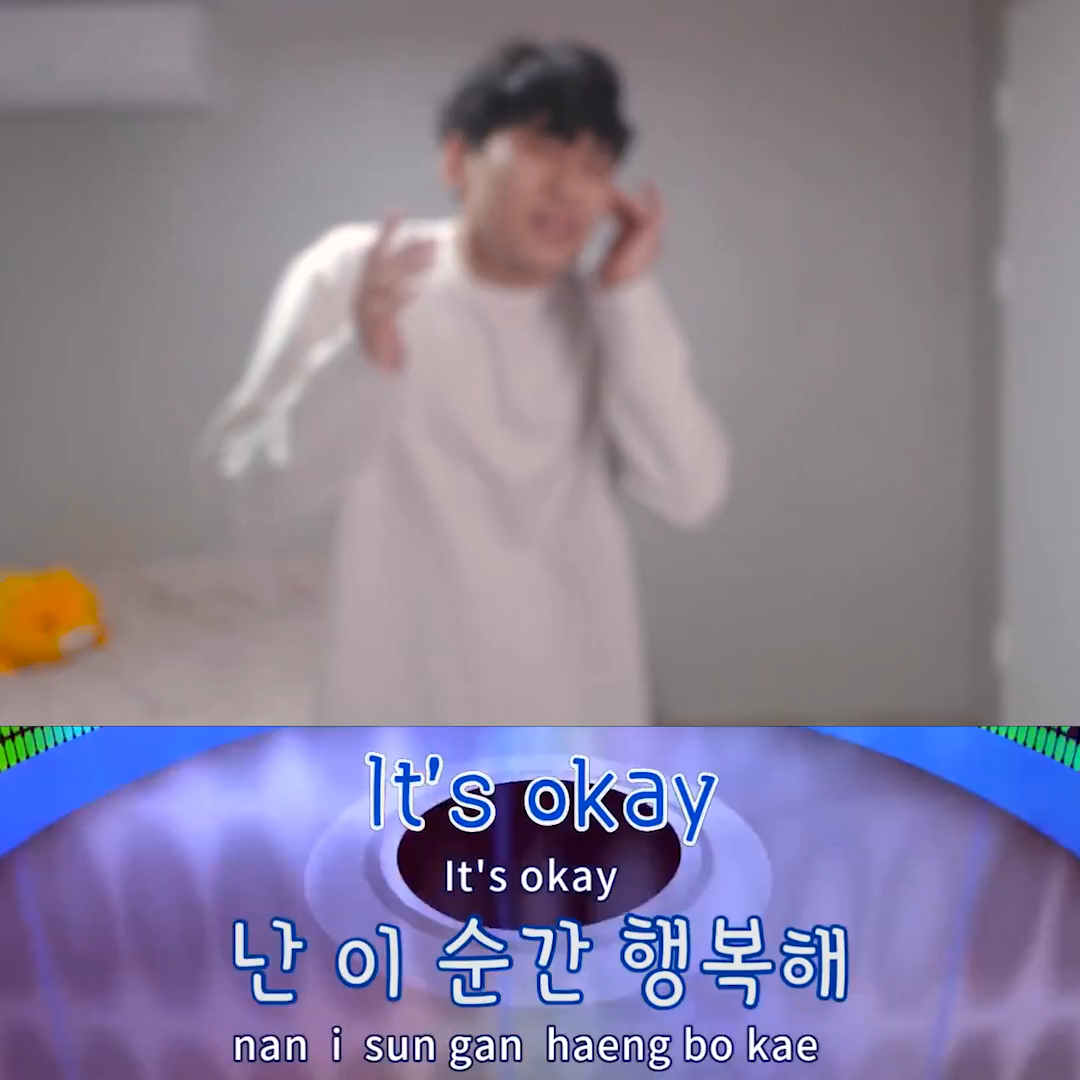 It's okay
It's okay
난 이 순간 행복해
nan i sun gan haeng bo kae